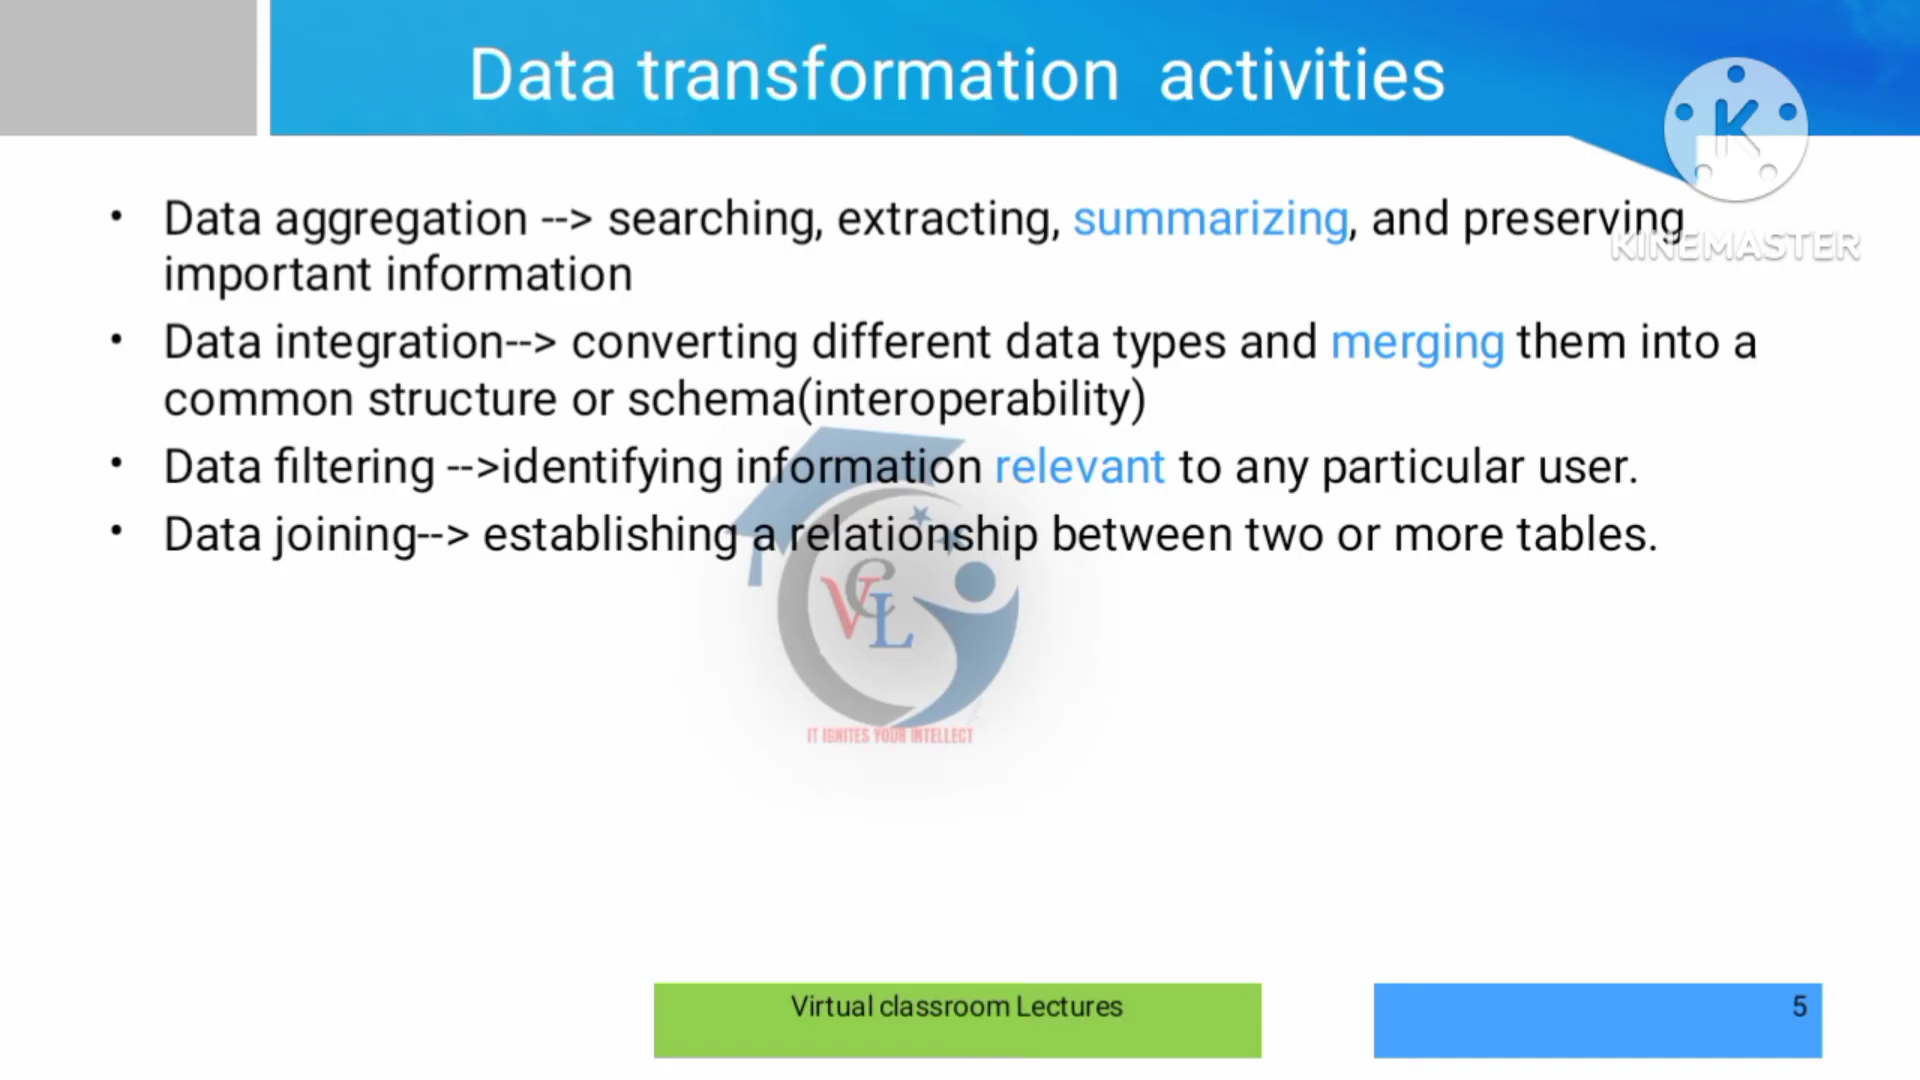 Data transformation activities
K
KINEMASTER
• Data aggregation --> searching, extracting, summarizing, and preserving
important information
• Data integration--> converting different data types and merging them into a
common structure or schema(interoperability)
• Data filtering -->identifying information relevant to any particular user.
• Data joining--> establishing a relationship between two or more tables.
VCL
IT IGNITES YOUR INTELLECT
Virtual classroom Lectures
5